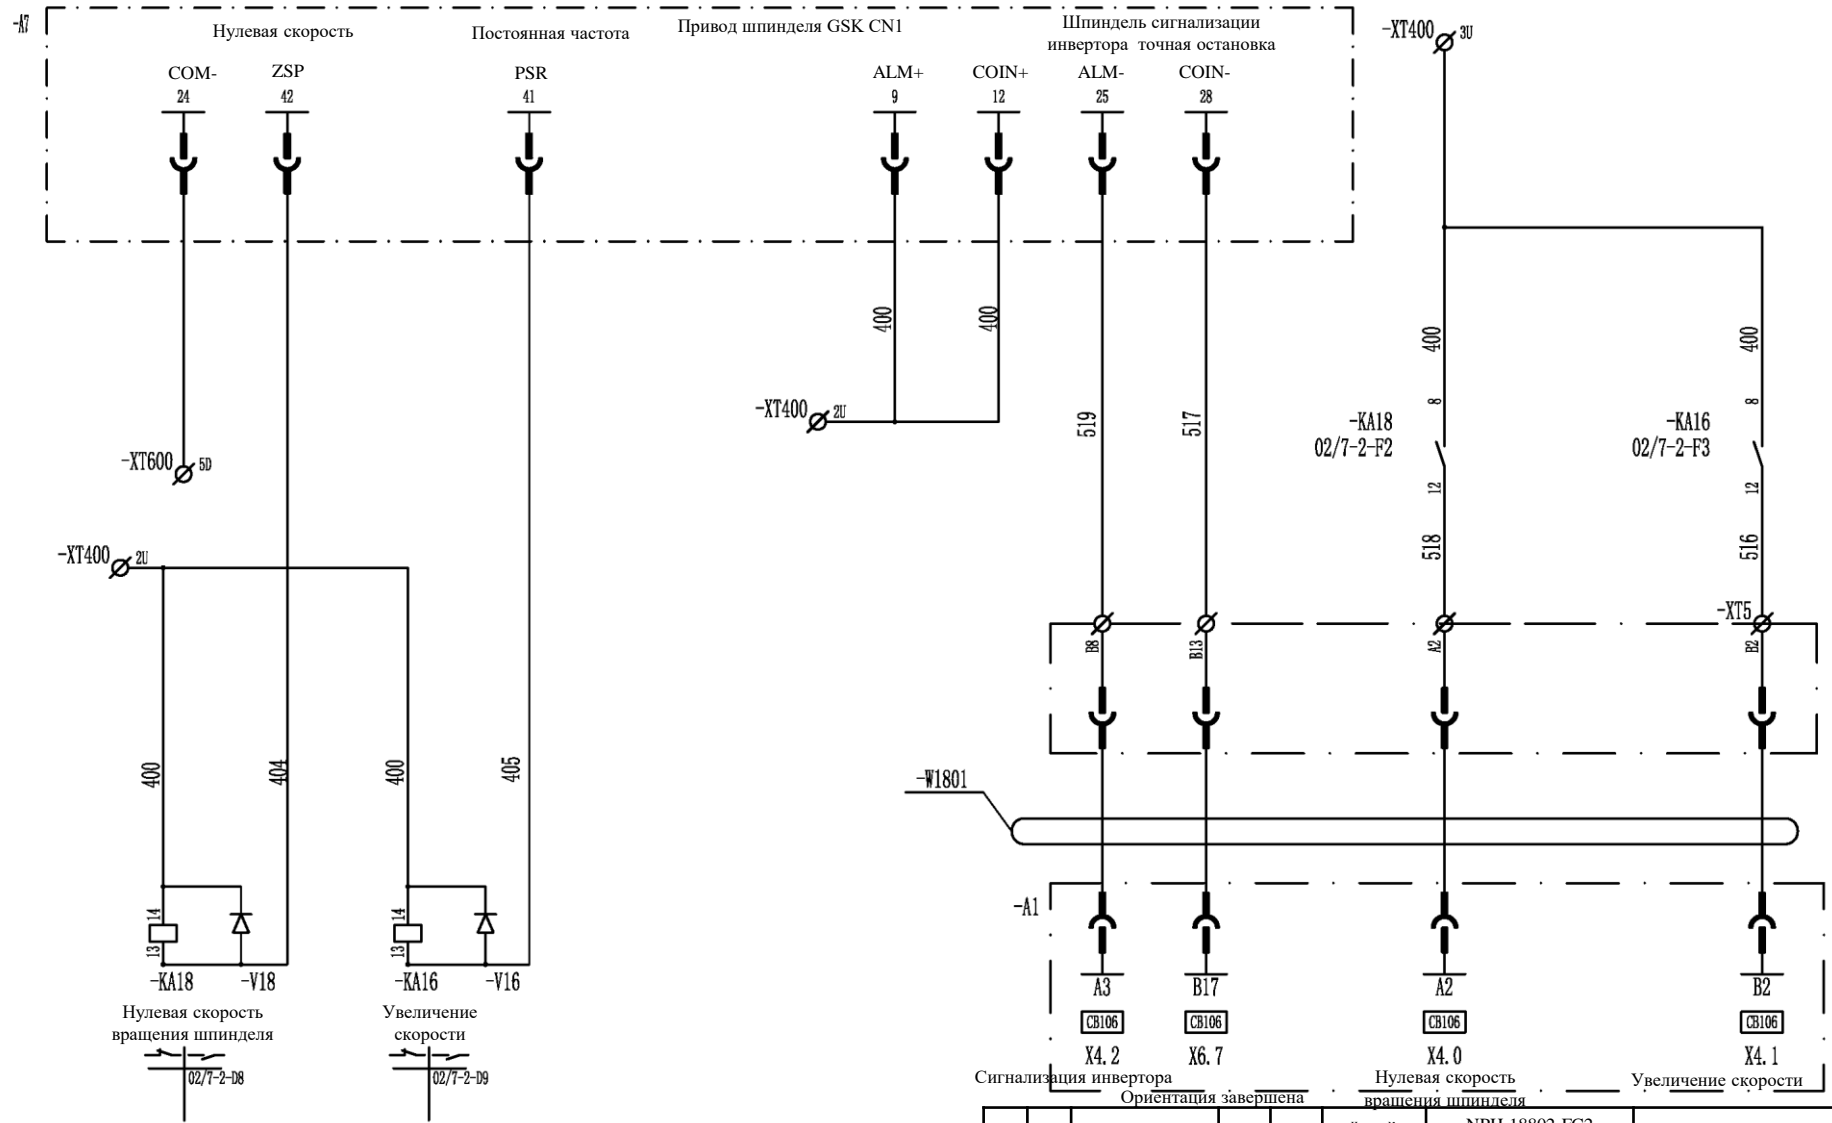 -A7
Нулевая скорость
Постоянная частота
Привод шпинделя GSK CN1
Шпиндель сигнализации
инвертора точная остановка
COM-
24
ZSP
42
PSR
41
ALM+
9
COIN+
12
ALM-
25
COIN-
28
-XT400
3U
400
400
400
400
-XT400
2U
519
517
8
-KA18
02/7-2-F2
12
518
8
-KA16
02/7-2-F3
12
516
-XT600
5D
-XT400
2U
B8
B13
A2
-XT5
B2
400
404
400
405
-W1801
14
13
-KA18
-V18
14
13
-KA16
-V16
Нулевая скорость
вращения шпинделя
02/7-2-D8
Увеличение
скорости
02/7-2-D9
-A1
A3
CB106
X4.2
B17
CB106
X6.7
A2
CB106
X4.0
B2
CB106
X4.1
Сигнализация инвертора
Ориентация завершена
Нулевая скорость
вращения шпинделя
Увеличение скорости